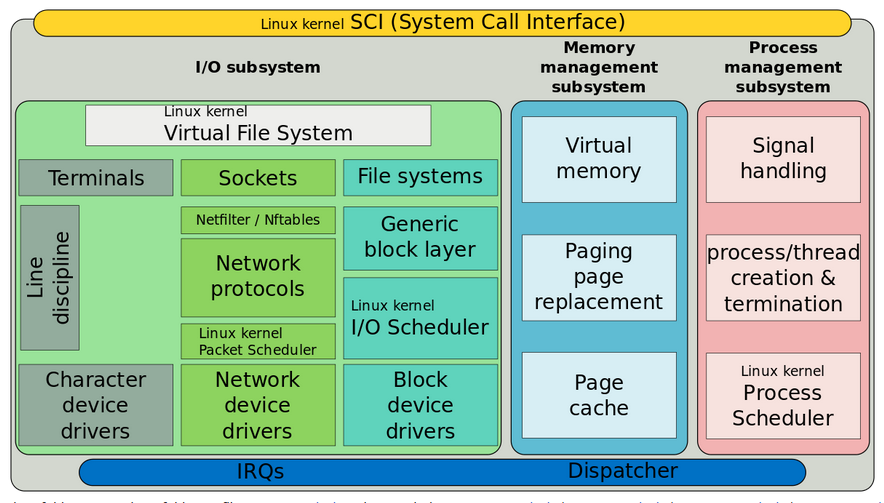 Linux kernel SCI (System Call Interface)
I/O subsystem
Memory
management
subsystem
Process
management
subsystem
Linux kernel
Virtual File System
Terminals
Sockets
File systems
Line
discipline
Netfilter / Nftables
Network
protocols
Linux kernel
Packet Scheduler
Generic
block layer
Linux kernel
I/O Scheduler
Character
device
drivers
Network
device
drivers
Block
device
drivers
Virtual
memory
Paging
page
replacement
Page
cache
Signal
handling
process/thread
creation &
termination
Linux kernel
Process
Scheduler
IRQs
Dispatcher